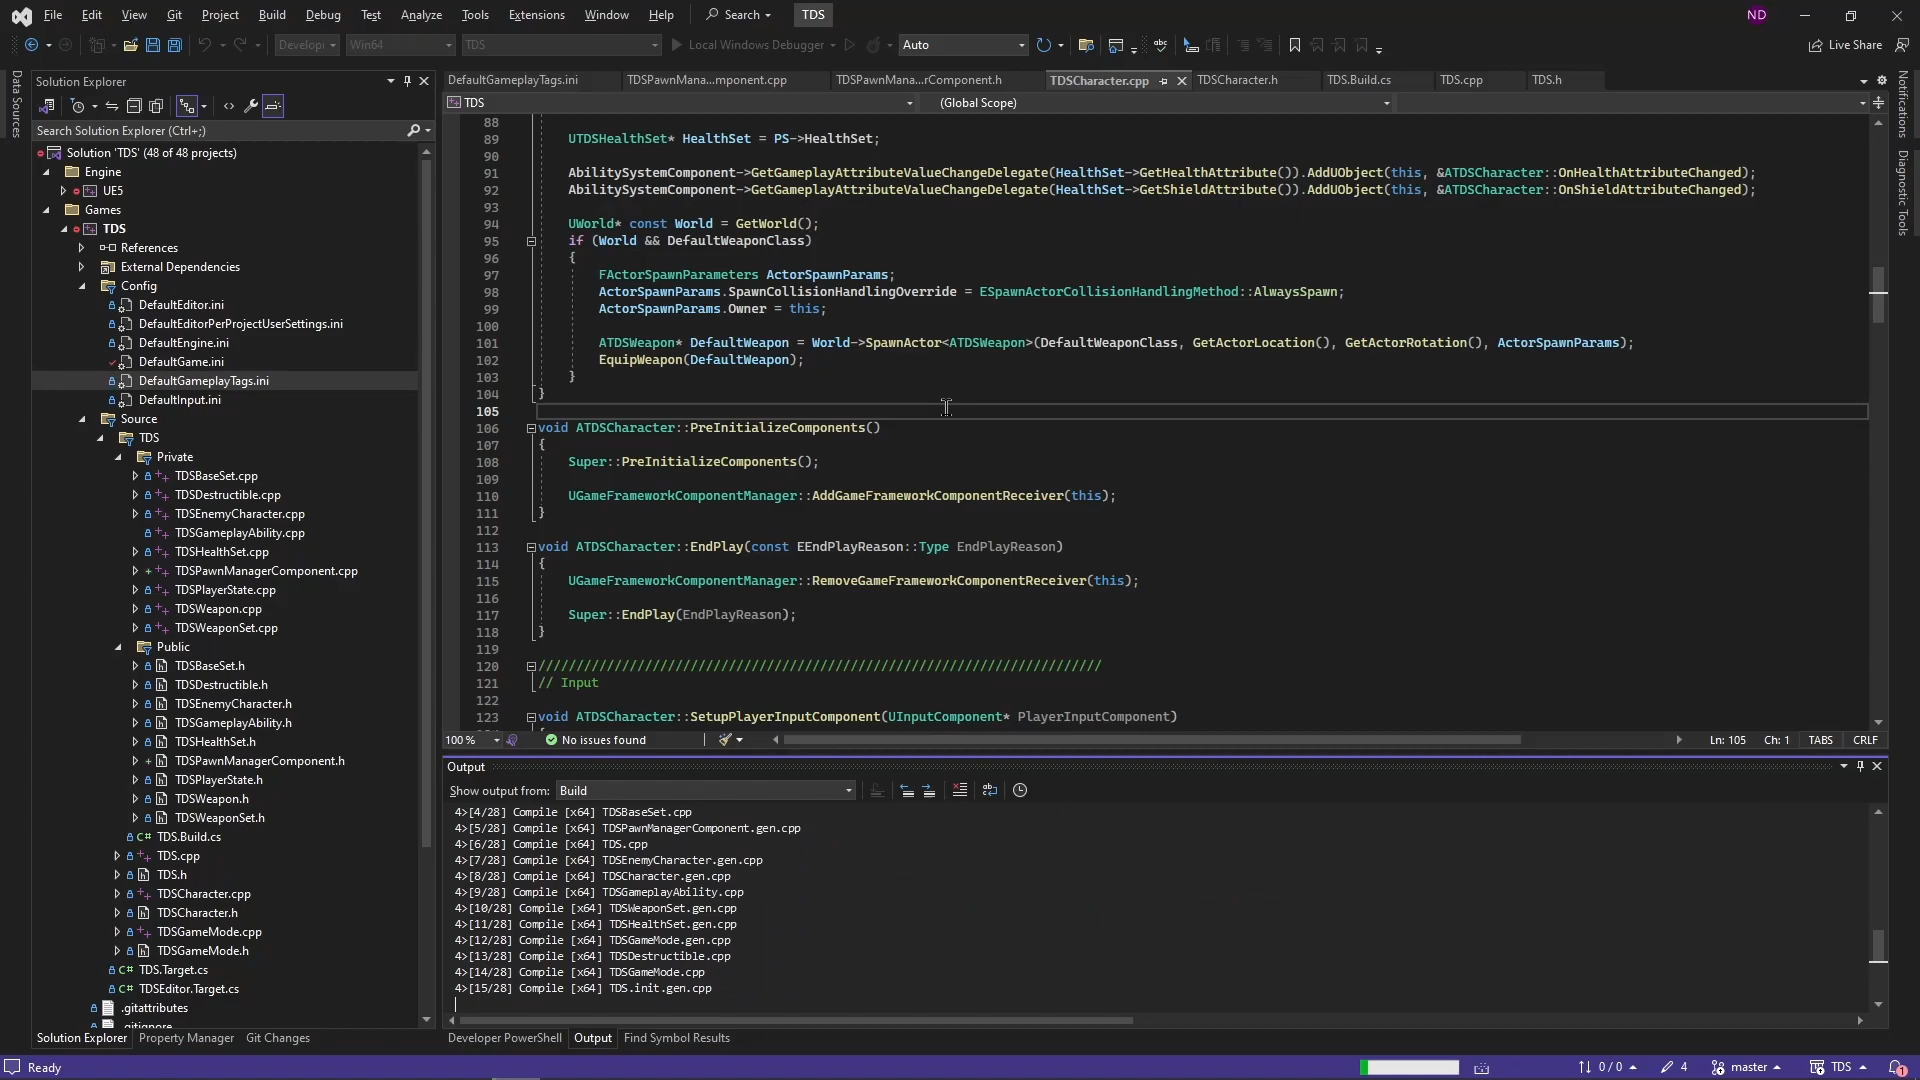 File Edit View Git Project Build Debug Test Analyze Tools Extensions Window Help Search TDS ND
Develop Win64 TDS Local Windows Debugger Auto Live Share
Data Sources
Solution Explorer
Search Solution Explorer (Ctrl+;)
Solution 'TDS' (48 of 48 projects)
Engine
UE5
Games
TDS
References
External Dependencies
Config
DefaultEditor.ini
DefaultEditorPerProjectUserSettings.ini
DefaultEngine.ini
DefaultGame.ini
DefaultGameplayTags.ini
DefaultInput.ini
Source
TDS
Private
TDSBaseSet.cpp
TDSDestructible.cpp
TDSEnemyCharacter.cpp
TDSGameplayAbility.cpp
TDSHealthSet.cpp
TDSPawnManagerComponent.cpp
TDSPlayerState.cpp
TDSWeapon.cpp
TDSWeaponSet.cpp
Public
TDSBaseSet.h
TDSDestructible.h
TDSEnemyCharacter.h
TDSGameplayAbility.h
TDSHealthSet.h
TDSPawnManagerComponent.h
TDSPlayerState.h
TDSWeapon.h
TDSWeaponSet.h
C# TDS.Build.cs
TDS.cpp
TDS.h
TDSCharacter.cpp
TDSCharacter.h
TDSGameMode.cpp
TDSGameMode.h
C# TDS.Target.cs
C# TDSEditor.Target.cs
.gitattributes
.gitignore
Solution Explorer Property Manager Git Changes
DefaultGameplayTags.ini TDSPawnMana...mponent.cpp TDSPawnMana...rComponent.h TDSCharacter.cpp TDSCharacter.h TDS.Build.cs TDS.cpp TDS.h
TDS (Global Scope)
88
89 UTDSHealthSet* HealthSet = PS->HealthSet;
90
91 AbilitySystemComponent->GetGameplayAttributeValueChangeDelegate(HealthSet->GetHealthAttribute()).AddUObject(this, &ATDSCharacter::OnHealthAttributeChanged);
92 AbilitySystemComponent->GetGameplayAttributeValueChangeDelegate(HealthSet->GetShieldAttribute()).AddUObject(this, &ATDSCharacter::OnShieldAttributeChanged);
93
94 UWorld* const World = GetWorld();
95 if (World && DefaultWeaponClass)
96 {
97 FActorSpawnParameters ActorSpawnParams;
98 ActorSpawnParams.SpawnCollisionHandlingOverride = ESpawnActorCollisionHandlingMethod::AlwaysSpawn;
99 ActorSpawnParams.Owner = this;
100
101 ATDSWeapon* DefaultWeapon = World->SpawnActor<ATDSWeapon>(DefaultWeaponClass, GetActorLocation(), GetActorRotation(), ActorSpawnParams);
102 EquipWeapon(DefaultWeapon);
103 }
104 }
105
106 void ATDSCharacter::PreInitializeComponents()
107 {
108 Super::PreInitializeComponents();
109
110 UGameFrameworkComponentManager::AddGameFrameworkComponentReceiver(this);
111 }
112
113 void ATDSCharacter::EndPlay(const EEndPlayReason::Type EndPlayReason)
114 {
115 UGameFrameworkComponentManager::RemoveGameFrameworkComponentReceiver(this);
116
117 Super::EndPlay(EndPlayReason);
118 }
119
120 ///////////////////////////////////////////////////////////////////////////
121 // Input
122
123 void ATDSCharacter::SetupPlayerInputComponent(UInputComponent* PlayerInputComponent)
100 % No issues found Ln: 105 Ch: 1 TABS CRLF
Output
Show output from: Build
4>[4/28] Compile [x64] TDSBaseSet.cpp
4>[5/28] Compile [x64] TDSPawnManagerComponent.gen.cpp
4>[6/28] Compile [x64] TDS.cpp
4>[7/28] Compile [x64] TDSEnemyCharacter.gen.cpp
4>[8/28] Compile [x64] TDSCharacter.gen.cpp
4>[9/28] Compile [x64] TDSGameplayAbility.cpp
4>[10/28] Compile [x64] TDSWeaponSet.gen.cpp
4>[11/28] Compile [x64] TDSHealthSet.gen.cpp
4>[12/28] Compile [x64] TDSGameMode.gen.cpp
4>[13/28] Compile [x64] TDSDestructible.cpp
4>[14/28] Compile [x64] TDSGameMode.cpp
4>[15/28] Compile [x64] TDS.init.gen.cpp
Developer PowerShell Output Find Symbol Results
Notifications
Diagnostic Tools
Ready 0 / 0 4 master TDS 1